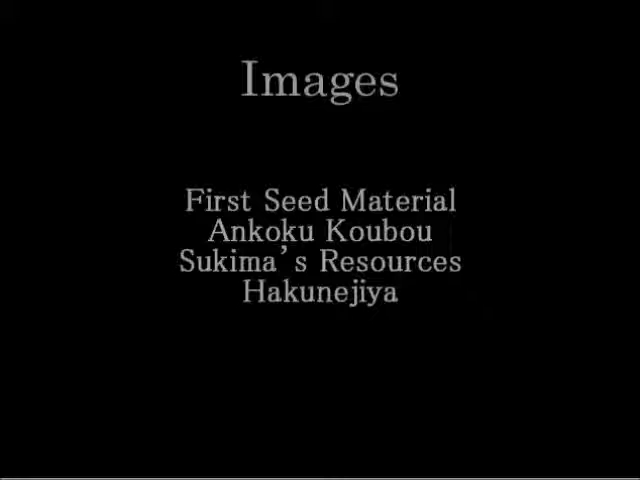 Images
First Seed Material
Ankoku Koubou
Sukima's Resources
Hakunejiya